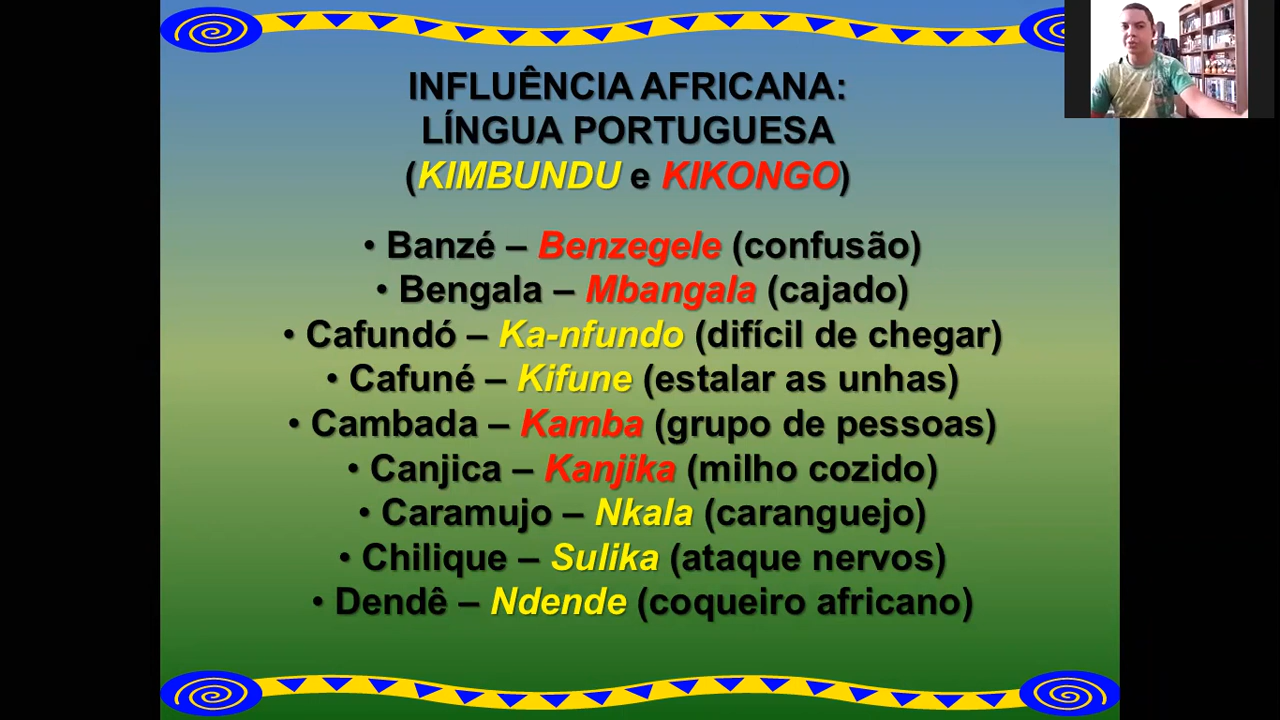 INFLUÊNCIA AFRICANA:
LÍNGUA PORTUGUESA
(KIMBUNDU e KIKONGO)
• Banzé – Benzegele (confusão)
• Bengala – Mbangala (cajado)
• Cafundó – Ka-nfundo (difícil de chegar)
• Cafuné – Kifune (estalar as unhas)
• Cambada – Kamba (grupo de pessoas)
• Canjica – Kanjika (milho cozido)
• Caramujo – Nkala (caranguejo)
• Chilique – Sulika (ataque nervos)
• Dendê – Ndende (coqueiro africano)